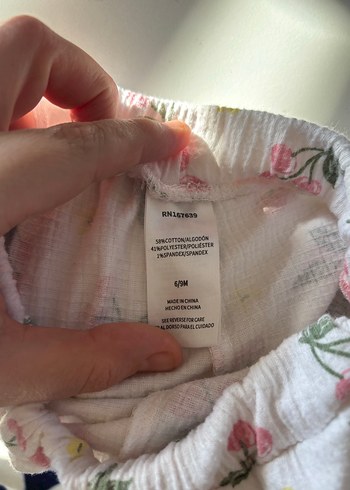 RN167639
58%COTTON/ALGODÓN
41%POLYESTER/POLIÉSTER
1%SPANDEX/SPANDEX
6/9M
MADE IN CHINA
HECHO EN CHINA
SEE REVERSE FOR CARE
AL DORSO PARA EL CUIDADO